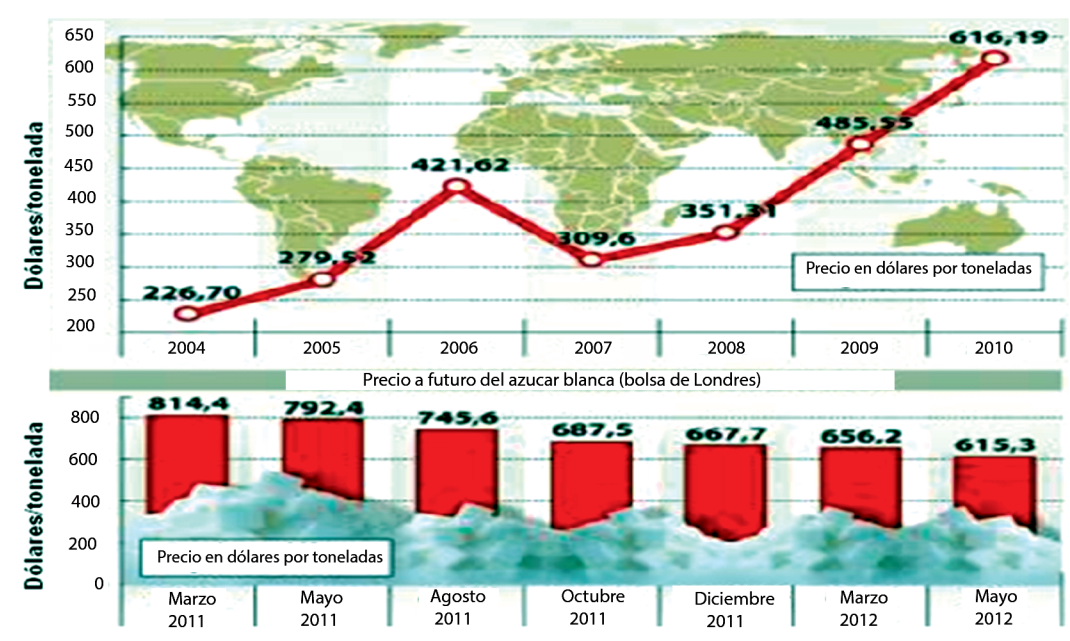 Dólares/tonelada
650
600
550
500
450
400
350
300
250
200
226,70
279,52
421,62
309,6
351,31
485,55
616,19
Precio en dólares por toneladas
2004 2005 2006 2007 2008 2009 2010
Precio a futuro del azucar blanca (bolsa de Londres)
Dólares/tonelada
800
600
400
200
0
814,4 792,4 745,6 687,5 667,7 656,2 615,3
Precio en dólares por toneladas
Marzo 2011
Mayo 2011
Agosto 2011
Octubre 2011
Diciembre 2011
Marzo 2012
Mayo 2012